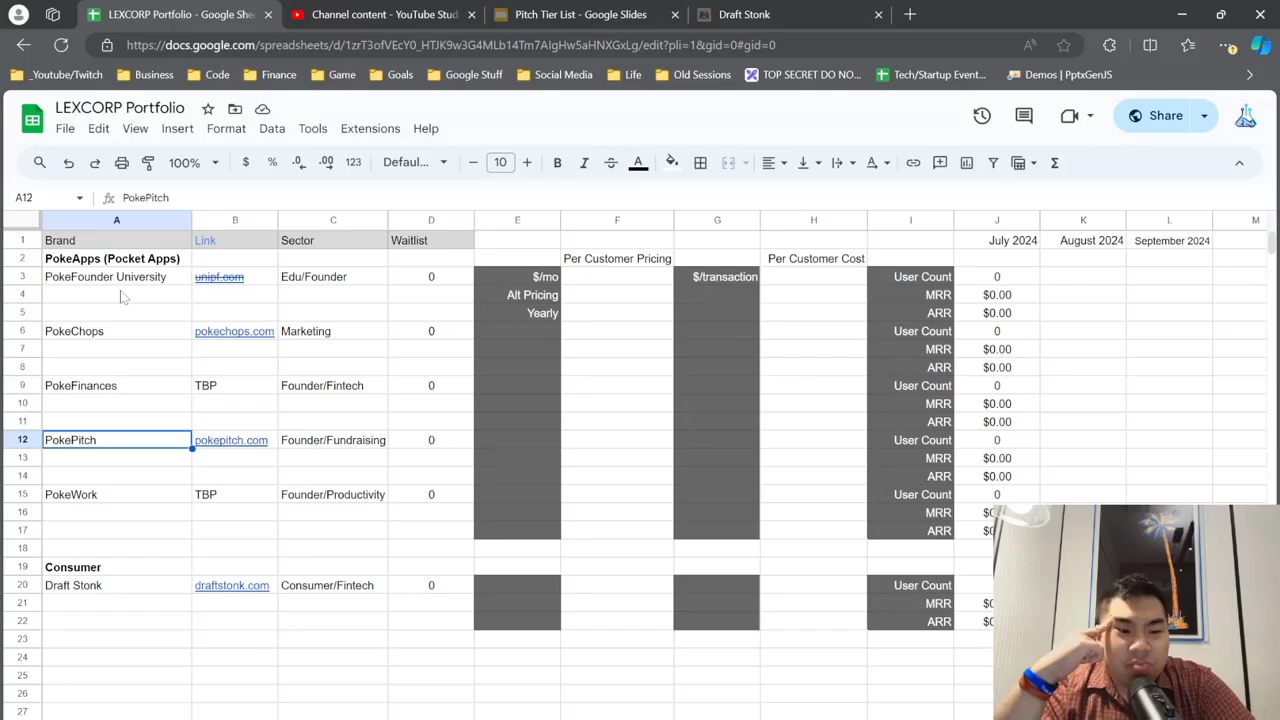 LEXCORP Portfolio - Google She
Channel content - YouTube Stud
Pitch Tier List - Google Slides
Draft Stonk
https://docs.google.com/spreadsheets/d/1zrT3ofVEcY0_HTJK9w3G4MLb14Tm7AIgHw5aHNXGxLg/edit?pli=1&gid=0#gid=0
_Youtube/Twitch Business Code Finance Game Goals Google Stuff Social Media Life Old Sessions TOP SECRET DO NO... Tech/Startup Event... Demos | PptxGenJS
LEXCORP Portfolio
File Edit View Insert Format Data Tools Extensions Help
Share
100% $ % .0 .00 123 Defaul... 10 B I A
A12 PokePitch
A B C D E F G H I J K L M
1 Brand Link Sector Waitlist July 2024 August 2024 September 2024
2 PokeApps (Pocket Apps) Per Customer Pricing Per Customer Cost
3 PokeFounder University unipf.com Edu/Founder 0 $/mo $/transaction User Count 0
4 Alt Pricing MRR $0.00
5 Yearly ARR $0.00
6 PokeChops pokechops.com Marketing 0 User Count 0
7 MRR $0.00
8 ARR $0.00
9 PokeFinances TBP Founder/Fintech 0 User Count 0
10 MRR $0.00
11 ARR $0.00
12 PokePitch pokepitch.com Founder/Fundraising 0 User Count 0
13 MRR $0.00
14 ARR $0.00
15 PokeWork TBP Founder/Productivity 0 User Count 0
16 MRR $0
17 ARR $0
18
19 Consumer
20 Draft Stonk draftstonk.com Consumer/Fintech 0 User Count
21 MRR $0
22 ARR $0
23
24
25
26
27